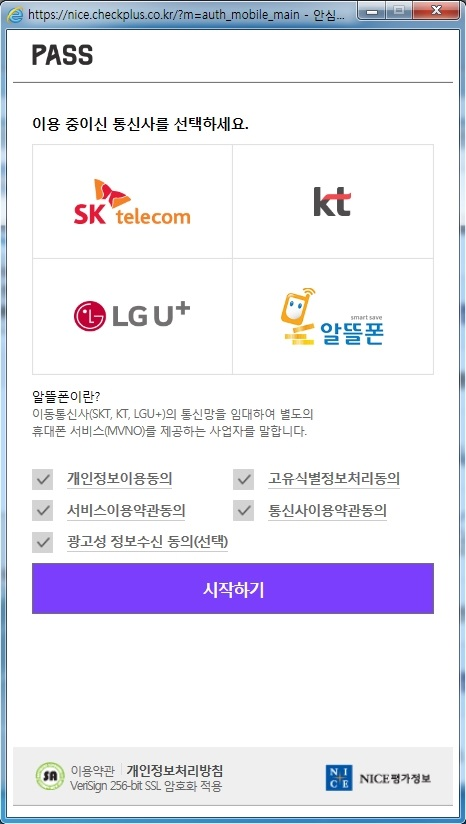 https://nice.checkplus.co.kr/?m=auth_mobile_main - 안심...
PASS
이용 중이신 통신사를 선택하세요.
SK telecom
kt
LG U+
smart save
알뜰폰
알뜰폰이란?
이동통신사(SKT, KT, LGU+)의 통신망을 임대하여 별도의
휴대폰 서비스(MVNO)를 제공하는 사업자를 말합니다.
개인정보이용동의
고유식별정보처리동의
서비스이용약관동의
통신사이용약관동의
광고성 정보수신 동의(선택)
시작하기
SA
이용약관 | 개인정보처리방침
VeriSign 256-bit SSL 암호화 적용
NICE
NICE평가정보